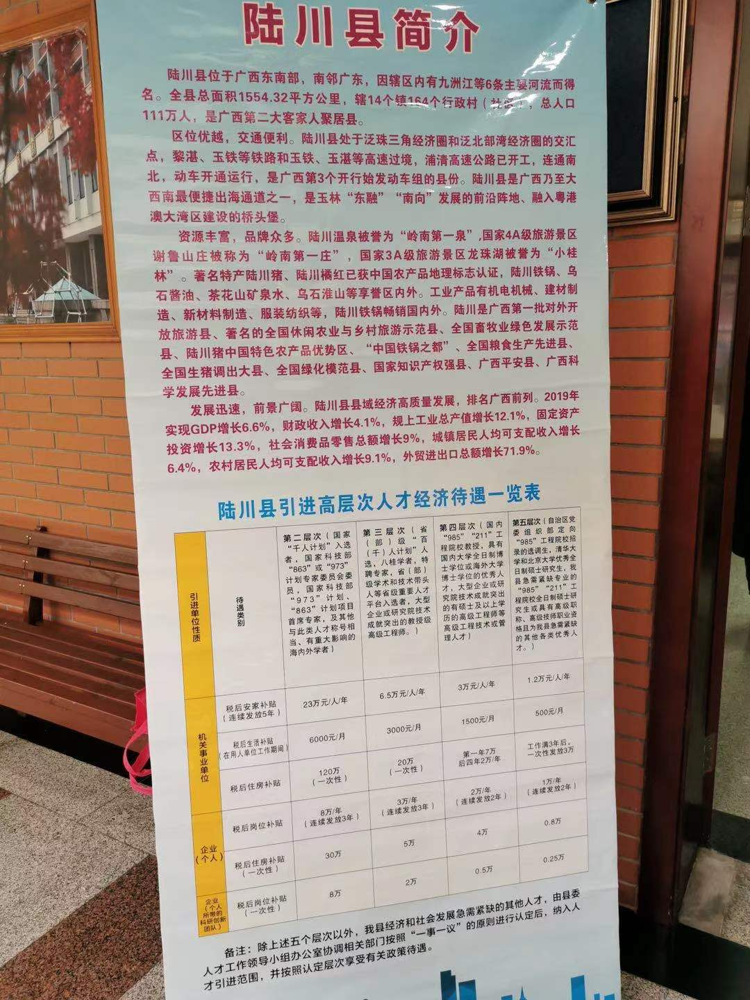 陆川县简介
陆川县位于广西东南部，南邻广东，因辖区内有九洲江等6条主要河流而得
名。全县总面积1554.32平方公里，辖14个镇164个行政村（社区），总人口
111万人，是广西第二大客家人聚居县。
区位优越，交通便利。陆川县处于泛珠三角经济圈和泛北部湾经济圈的交汇
点，黎湛、玉铁等铁路和玉铁、玉湛等高速过境，浦清高速公路已开工，连通南
北，动车开通运行，是广西第3个开行始发动车组的县份。陆川县是广西乃至大
西南最便捷出海通道之一，是玉林“东融”“南向”发展的前沿阵地、融入粤港
澳大湾区建设的桥头堡。
资源丰富，品牌众多。陆川温泉被誉为“岭南第一泉”,国家4A级旅游景区
谢鲁山庄被称为“岭南第一庄”，国家3A级旅游景区龙珠湖被誉为“小桂
林”。著名特产陆川猪、陆川橘红已获中国农产品地理标志认证，陆川铁锅、乌
石酱油、茶花山矿泉水、乌石淮山等享誉区内外。工业产品有机电机械、建材制
造、新材料制造、服装纺织等，陆川铁锅畅销国内外。陆川是广西第一批对外开
放旅游县、著名的全国休闲农业与乡村旅游示范县、全国畜牧业绿色发展示范
县、陆川猪中国特色农产品优势区、“中国铁锅之都”、全国粮食生产先进县、
全国生猪调出大县、全国绿化模范县、国家知识产权强县、广西平安县、广西科
学发展先进县。
发展迅速，前景广阔。陆川县县域经济高质量发展，排名广西前列。2019年
实现GDP增长6.6%，财政收入增长4.1%，规上工业总产值增长12.1%，固定资产
投资增长13.3%，社会消费品零售总额增长9%，城镇居民人均可支配收入增长
6.4%，农村居民人均可支配收入增长9.1%，外贸进出口总额增长71.9%。
陆川县引进高层次人才经济待遇一览表
引进单位性质
待遇类别
第二层次（国家
“千人计划”入选
者，国家科技部
“863”或“973”
计划专家委员会委
员，国家科技部
“973”计划、
“863”计划项目
首席专家，及其他
与此类人才称号相
当、有重大影响的
海内外学者）
第三层次（省
（部）级“百
（千）人计划”人
选，八桂学者，特
聘专家，省（部）
级学术和技术带头
人等省级重要人才
平台入选者，大型
企业或研究院技术
成就突出的教授级
高级工程师。）
第四层次（国内
“985”“211”工
程院校教授，具有
国内大学全日制博
士学位或海外大学
博士学位的优秀人
才，大型企业或研
究院技术成就突出
的有硕士及以上学
历的高级工程师等
高级工程技术或管
理人才）
第五层次（自治区党
委组织部定向
“985”工程院校招
录的选调生，清华大
学和北京大学优秀全
日制硕士研究生，我
县急需紧缺专业的
“985”“211”工
程院校全日制硕士研
究生或具有高级职
称、高级技师职业资
格且为我县急需紧缺
的其他各类优秀人
才。）
机关事业单位
税后安家补贴
（连续发放5年）
23万元/人/年
6.5万元/人/年
3万元/人/年
1.2万元/人/年
税后生活补贴
（在用人单位工作期间）
6000元/月
3000元/月
1500元/月
500元/月
税后住房补贴
120万
（一次性）
20万
（一次性）
第一年7万
后四年2万/年
工作满3年后，
一次性发放3万
企业
（个人）
税后岗位补贴
8万/年
（连续发放3年）
3万/年
（连续发放3年）
2万/年
（连续发放2年）
1万/年
（连续发放2年）
税后住房补贴
（一次性）
30万
5万
4万
0.8万
企业
（个人
所带的
科研创新
团队）
税后岗位补贴
（一次性）
8万
2万
0.5万
0.25万
备注：除上述五个层次以外，我县经济和社会发展急需紧缺的其他人才，由县委
人才工作领导小组办公室协调相关部门按照“一事一议”的原则进行认定后，纳入人
才引进范围，并按照认定层次享受有关政策待遇。